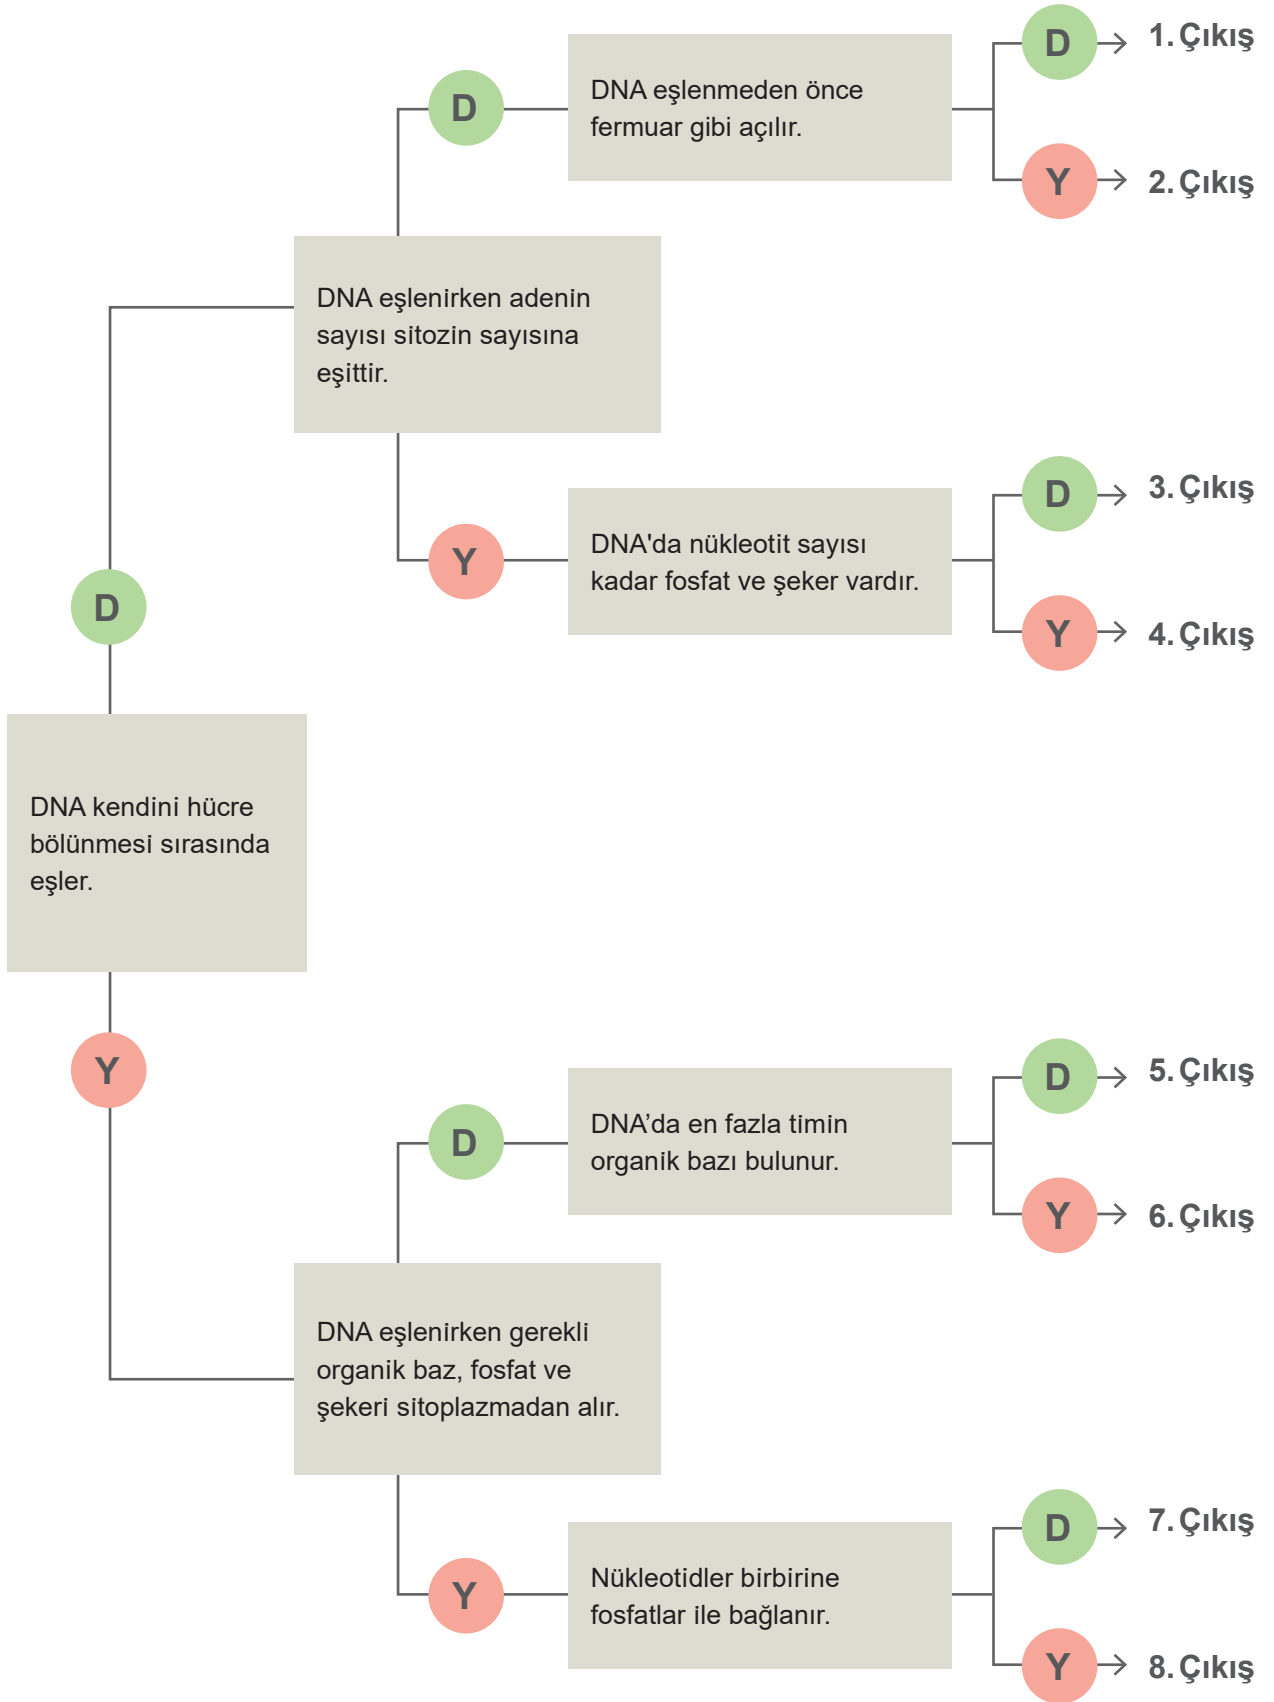 D
1. Çıkış
DNA eşlenmeden önce
fermuar gibi açılır.
D
Y
2. Çıkış
DNA eşlenirken adenin
sayısı sitozin sayısına
eşittir.
D
3. Çıkış
DNA'da nükleotit sayısı
kadar fosfat ve şeker vardır.
Y
Y
4. Çıkış
D
DNA kendini hücre
bölünmesi sırasında
eşler.
Y
D
5. Çıkış
DNA’da en fazla timin
organik bazı bulunur.
D
Y
6. Çıkış
DNA eşlenirken gerekli
organik baz, fosfat ve
şekeri sitoplazmadan alır.
D
7. Çıkış
Nükleotidler birbirine
fosfatlar ile bağlanır.
Y
Y
8. Çıkış